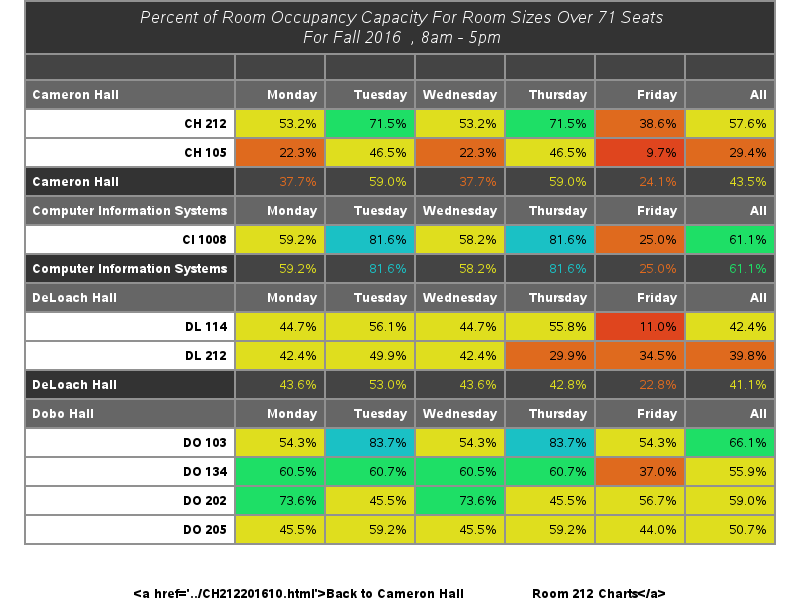 Percent of Room Occupancy Capacity For Room Sizes Over 71 Seats
For Fall 2016 , 8am - 5pm
Cameron Hall Monday Tuesday Wednesday Thursday Friday All
CH 212 53.2% 71.5% 53.2% 71.5% 38.6% 57.6%
CH 105 22.3% 46.5% 22.3% 46.5% 9.7% 29.4%
Cameron Hall 37.7% 59.0% 37.7% 59.0% 24.1% 43.5%
Computer Information Systems Monday Tuesday Wednesday Thursday Friday All
CI 1008 59.2% 81.6% 58.2% 81.6% 25.0% 61.1%
Computer Information Systems 59.2% 81.6% 58.2% 81.6% 25.0% 61.1%
DeLoach Hall Monday Tuesday Wednesday Thursday Friday All
DL 114 44.7% 56.1% 44.7% 55.8% 11.0% 42.4%
DL 212 42.4% 49.9% 42.4% 29.9% 34.5% 39.8%
DeLoach Hall 43.6% 53.0% 43.6% 42.8% 22.8% 41.1%
Dobo Hall Monday Tuesday Wednesday Thursday Friday All
DO 103 54.3% 83.7% 54.3% 83.7% 54.3% 66.1%
DO 134 60.5% 60.7% 60.5% 60.7% 37.0% 55.9%
DO 202 73.6% 45.5% 73.6% 45.5% 56.7% 59.0%
DO 205 45.5% 59.2% 45.5% 59.2% 44.0% 50.7%
<a href='../CH212201610.html'>Back to Cameron Hall Room 212 Charts</a>